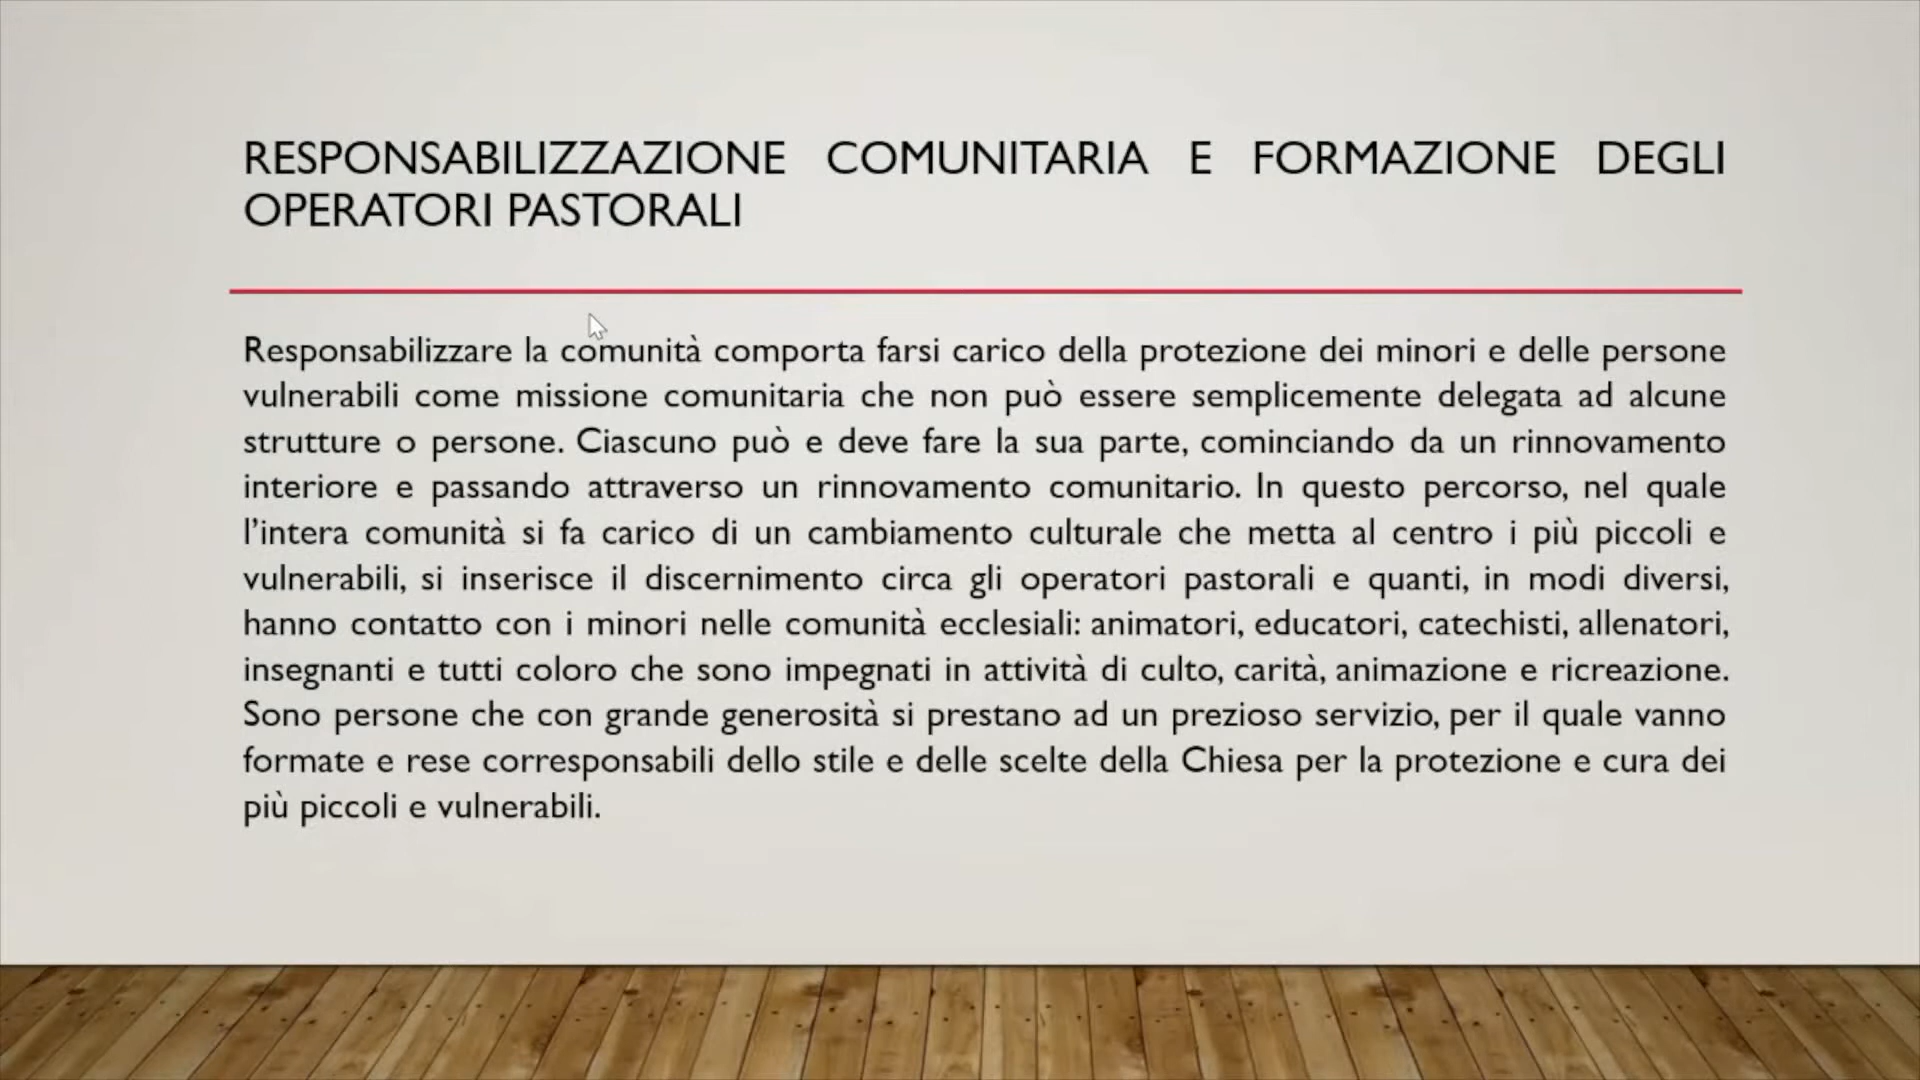 RESPONSABILIZZAZIONE COMUNITARIA E FORMAZIONE DEGLI
OPERATORI PASTORALI
Responsabilizzare la comunità comporta farsi carico della protezione dei minori e delle persone
vulnerabili come missione comunitaria che non può essere semplicemente delegata ad alcune
strutture o persone. Ciascuno può e deve fare la sua parte, cominciando da un rinnovamento
interiore e passando attraverso un rinnovamento comunitario. In questo percorso, nel quale
l’intera comunità si fa carico di un cambiamento culturale che metta al centro i più piccoli e
vulnerabili, si inserisce il discernimento circa gli operatori pastorali e quanti, in modi diversi,
hanno contatto con i minori nelle comunità ecclesiali: animatori, educatori, catechisti, allenatori,
insegnanti e tutti coloro che sono impegnati in attività di culto, carità, animazione e ricreazione.
Sono persone che con grande generosità si prestano ad un prezioso servizio, per il quale vanno
formate e rese corresponsabili dello stile e delle scelte della Chiesa per la protezione e cura dei
più piccoli e vulnerabili.